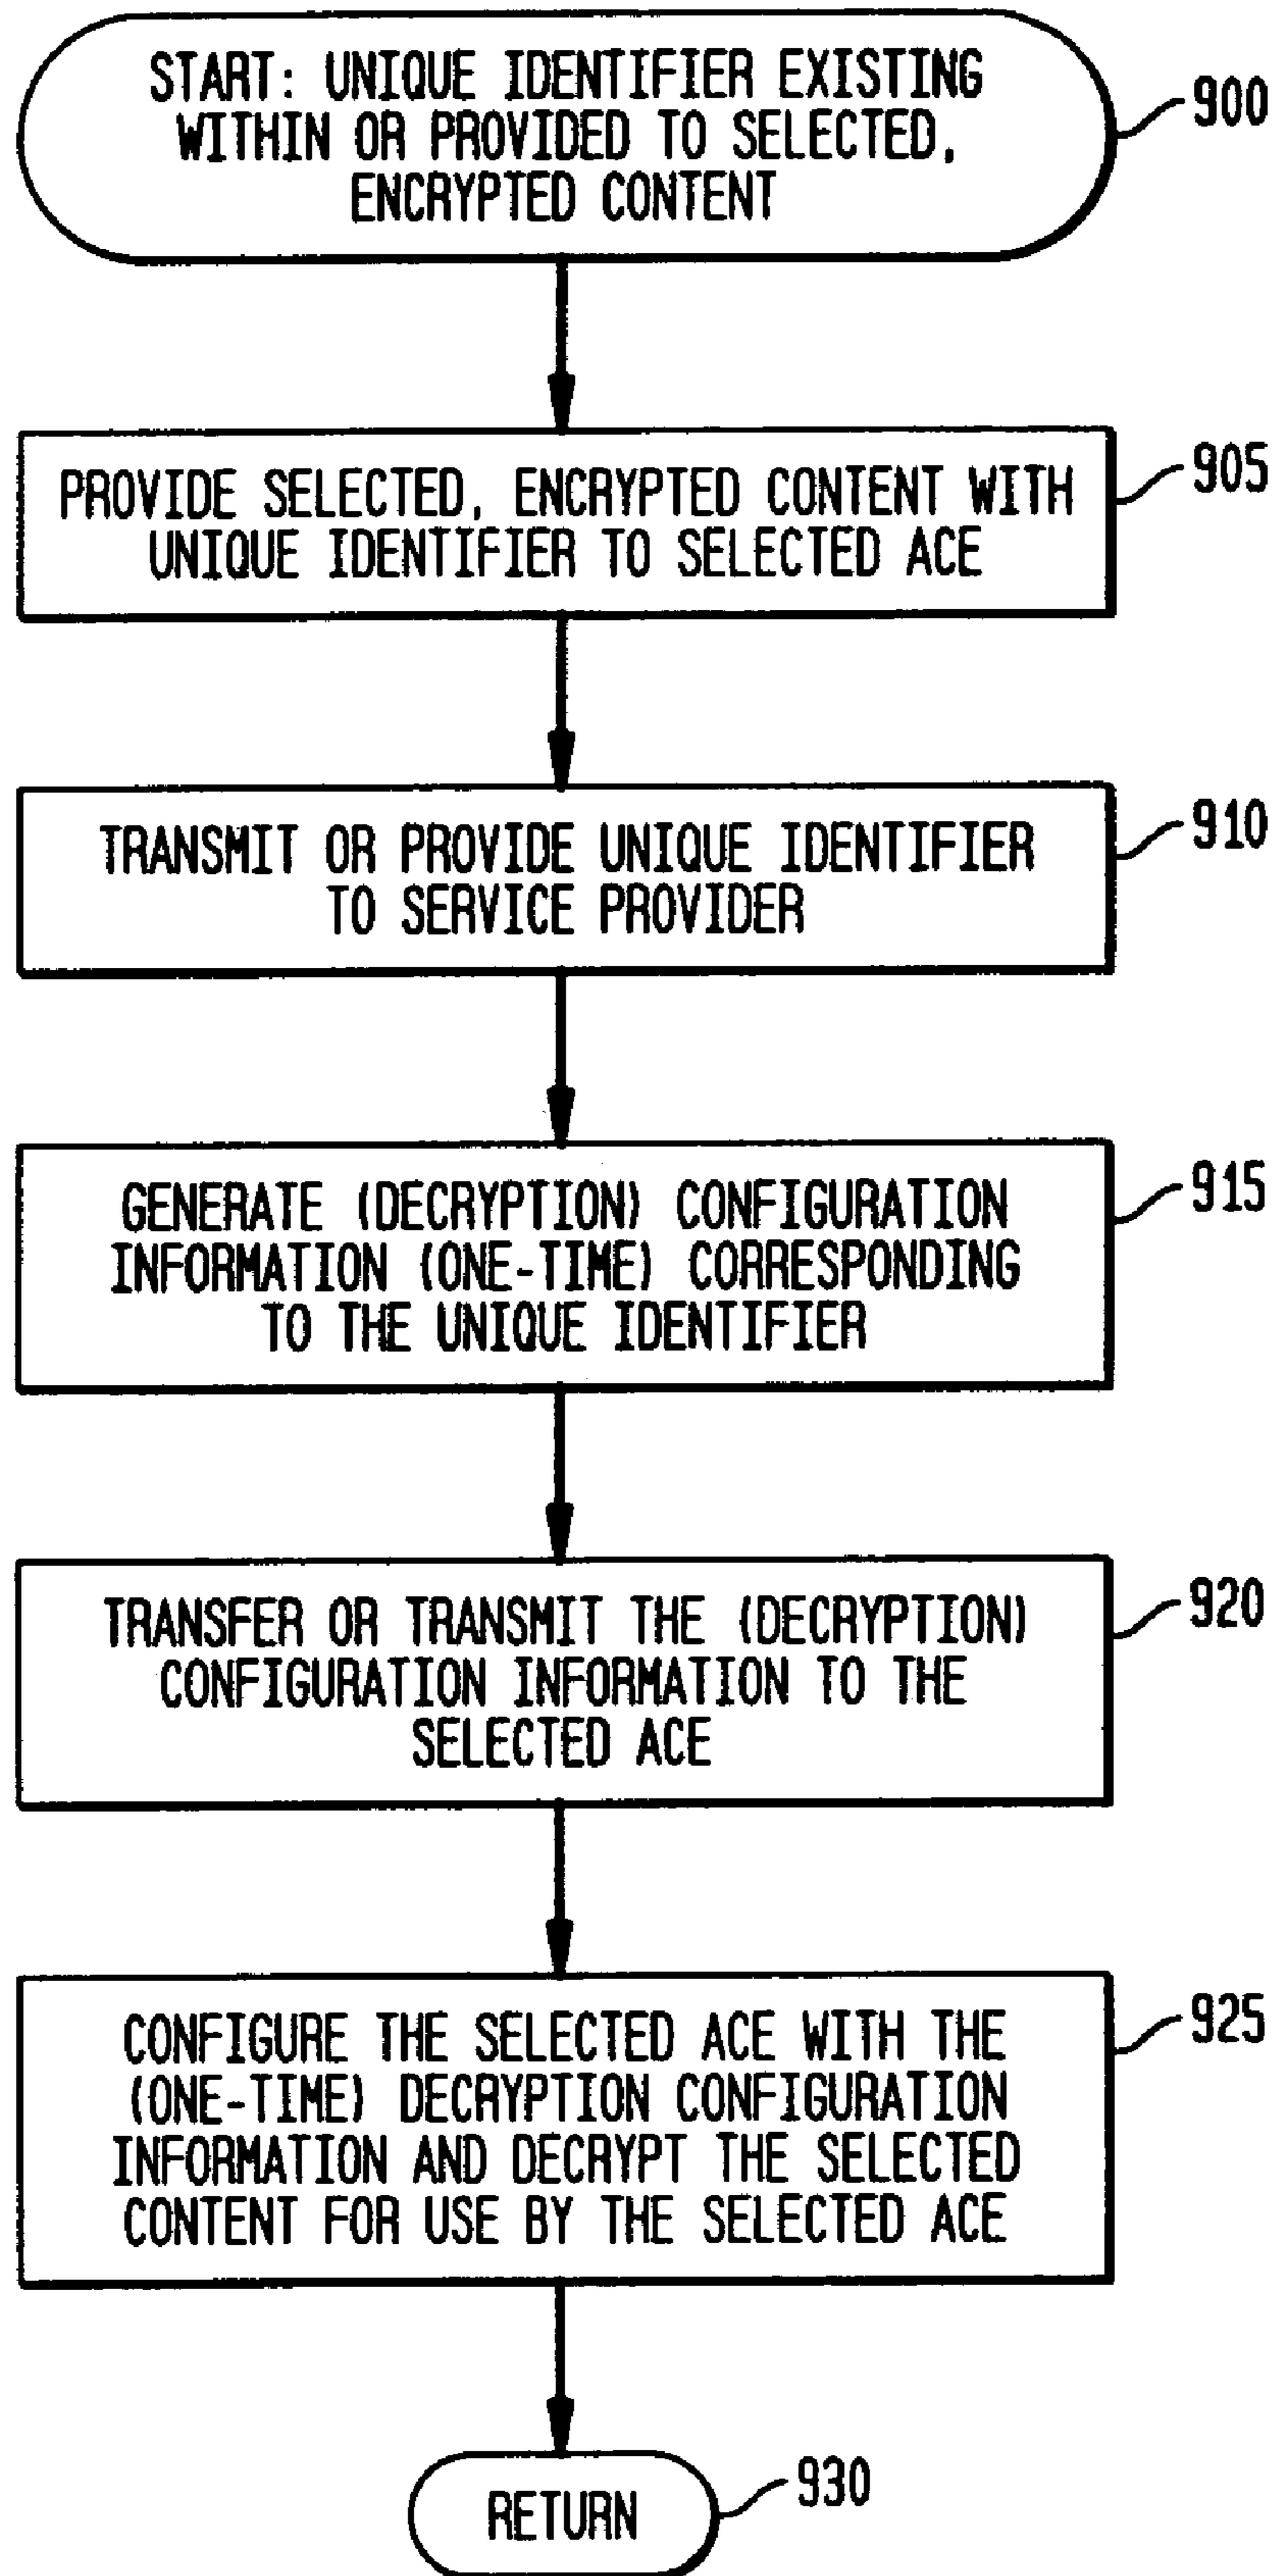 START: UNIQUE IDENTIFIER EXISTING
WITHIN OR PROVIDED TO SELECTED,
ENCRYPTED CONTENT
900
PROVIDE SELECTED, ENCRYPTED CONTENT WITH
UNIQUE IDENTIFIER TO SELECTED ACE
905
TRANSMIT OR PROVIDE UNIQUE IDENTIFIER
TO SERVICE PROVIDER
910
GENERATE (DECRYPTION) CONFIGURATION
INFORMATION (ONE-TIME) CORRESPONDING
TO THE UNIQUE IDENTIFIER
915
TRANSFER OR TRANSMIT THE (DECRYPTION)
CONFIGURATION INFORMATION TO THE
SELECTED ACE
920
CONFIGURE THE SELECTED ACE WITH THE
(ONE-TIME) DECRYPTION CONFIGURATION
INFORMATION AND DECRYPT THE SELECTED
CONTENT FOR USE BY THE SELECTED ACE
925
RETURN
930